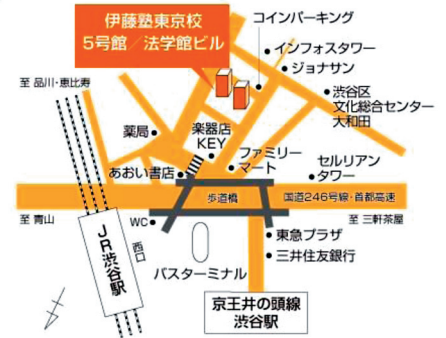 伊藤塾東京校
5号館／法学館ビル
コインパーキング
インフォスタワー
ジョナサン
至 品川・恵比寿
渋谷区
文化総合センター
大和田
薬局
楽器店
KEY
あおい書店
ファミリー
マート
セルリアン
タワー
歩道橋
国道246号線・首都高速
至 青山
至 三軒茶屋
WC
西口
JR渋谷駅
バスターミナル
東急プラザ
三井住友銀行
京王井の頭線
渋谷駅